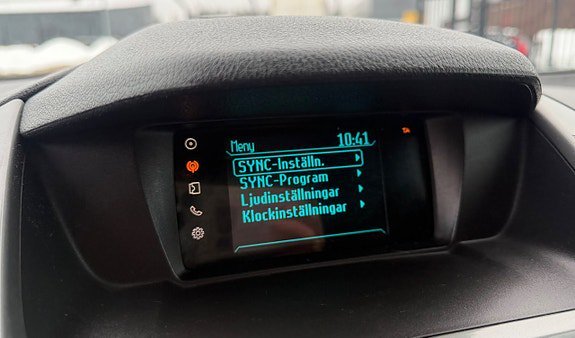 Meny 10:41
SYNC-Inställn.
SYNC-Program
Ljudinställningar
Klockinställningar